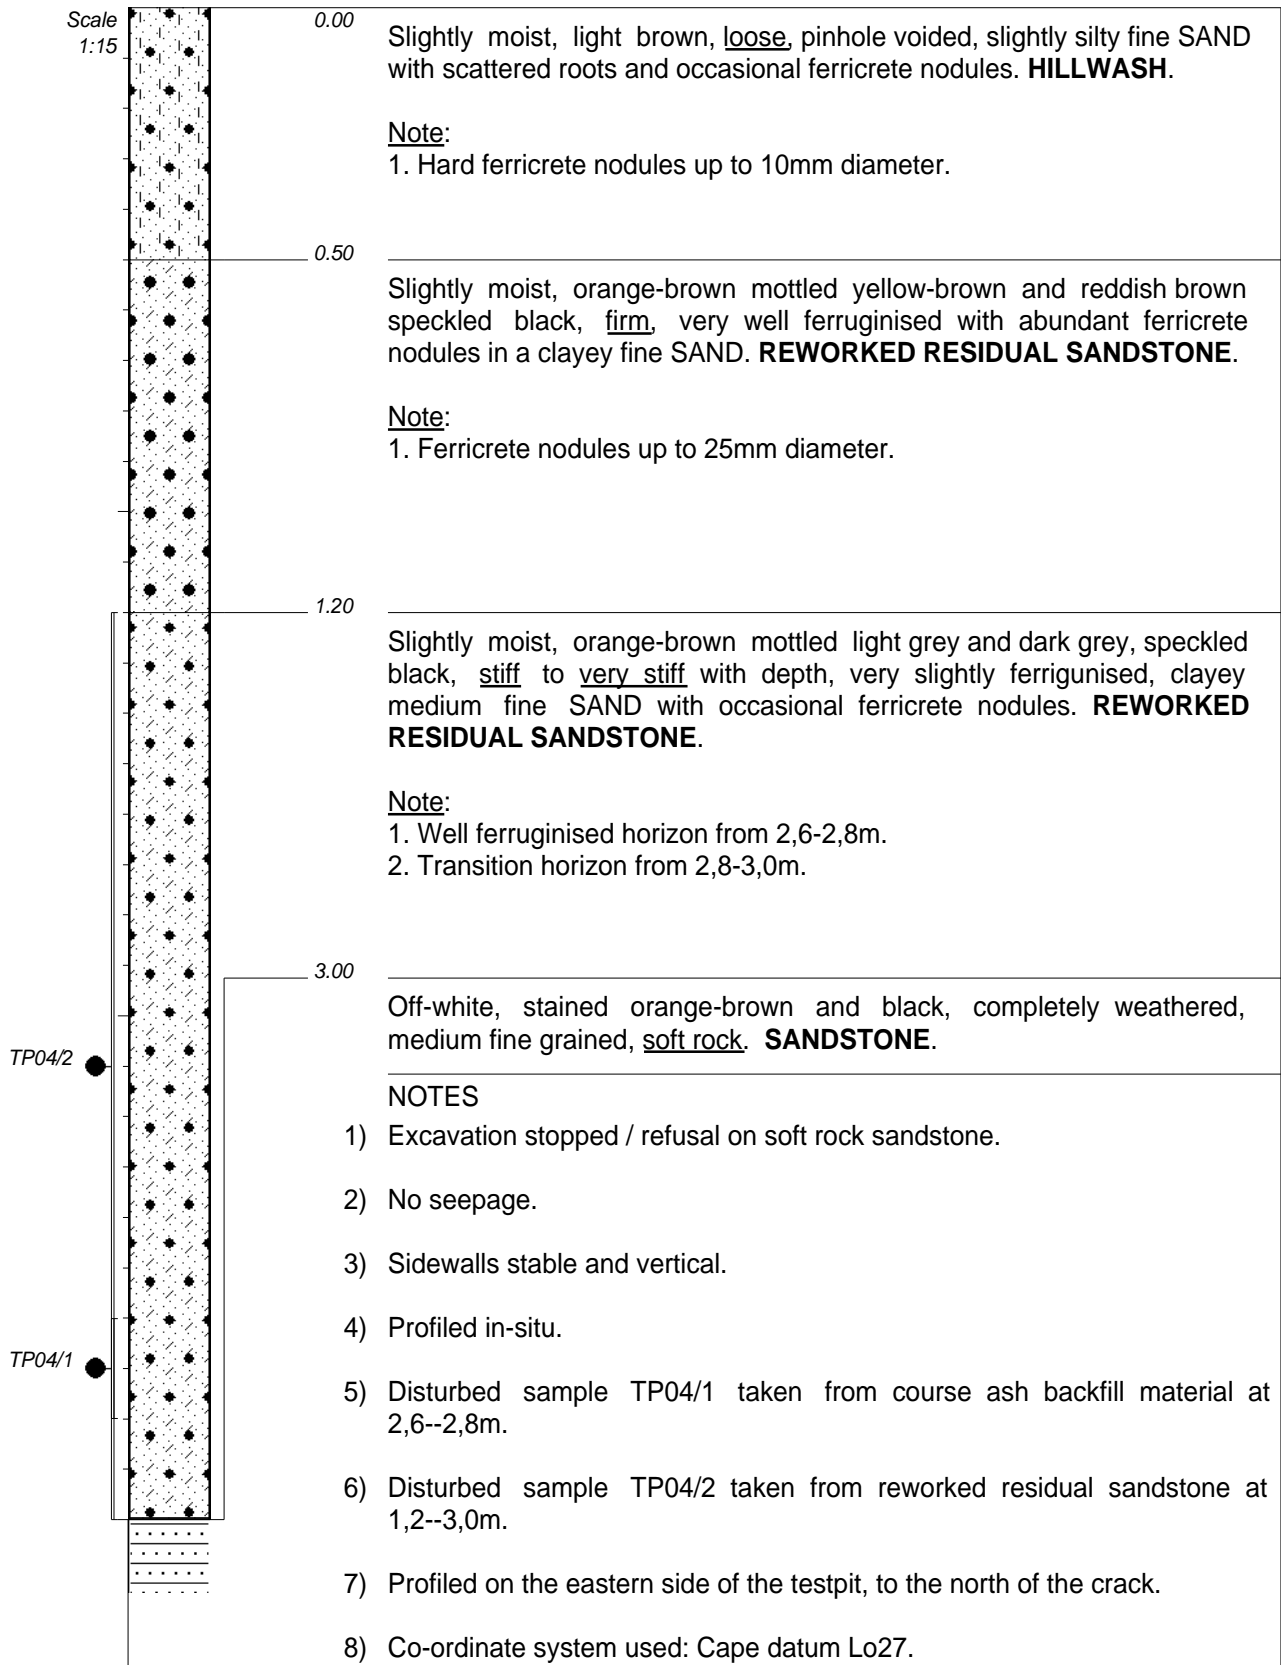 Scale
1:15
0.00
Slightly moist, light brown, loose, pinhole voided, slightly silty fine SAND
with scattered roots and occasional ferricrete nodules. HILLWASH.
Note:
1. Hard ferricrete nodules up to 10mm diameter.
0.50
Slightly moist, orange-brown mottled yellow-brown and reddish brown
speckled black, firm, very well ferruginised with abundant ferricrete
nodules in a clayey fine SAND. REWORKED RESIDUAL SANDSTONE.
Note:
1. Ferricrete nodules up to 25mm diameter.
1.20
Slightly moist, orange-brown mottled light grey and dark grey, speckled
black, stiff to very stiff with depth, very slightly ferrigunised, clayey
medium fine SAND with occasional ferricrete nodules. REWORKED
RESIDUAL SANDSTONE.
Note:
1. Well ferruginised horizon from 2,6-2,8m.
2. Transition horizon from 2,8-3,0m.
3.00
Off-white, stained orange-brown and black, completely weathered,
medium fine grained, soft rock. SANDSTONE.
TP04/2
NOTES
1) Excavation stopped / refusal on soft rock sandstone.
2) No seepage.
3) Sidewalls stable and vertical.
4) Profiled in-situ.
TP04/1
5) Disturbed sample TP04/1 taken from course ash backfill material at
2,6--2,8m.
6) Disturbed sample TP04/2 taken from reworked residual sandstone at
1,2--3,0m.
7) Profiled on the eastern side of the testpit, to the north of the crack.
8) Co-ordinate system used: Cape datum Lo27.